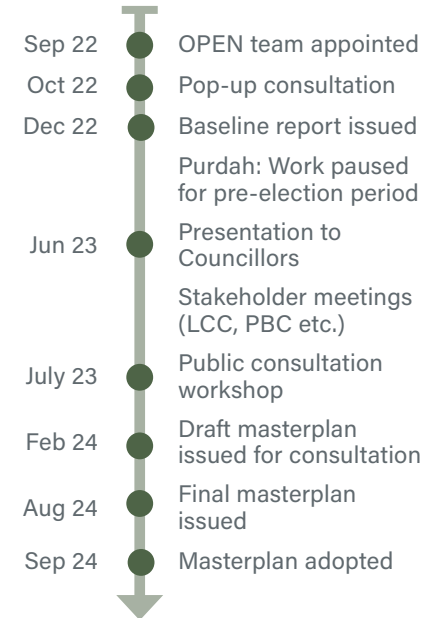 Sep 22 OPEN team appointed
Oct 22 Pop-up consultation
Dec 22 Baseline report issued
Purdah: Work paused
for pre-election period
Jun 23 Presentation to
Councillors
Stakeholder meetings
(LCC, PBC etc.)
July 23 Public consultation
workshop
Feb 24 Draft masterplan
issued for consultation
Aug 24 Final masterplan
issued
Sep 24 Masterplan adopted